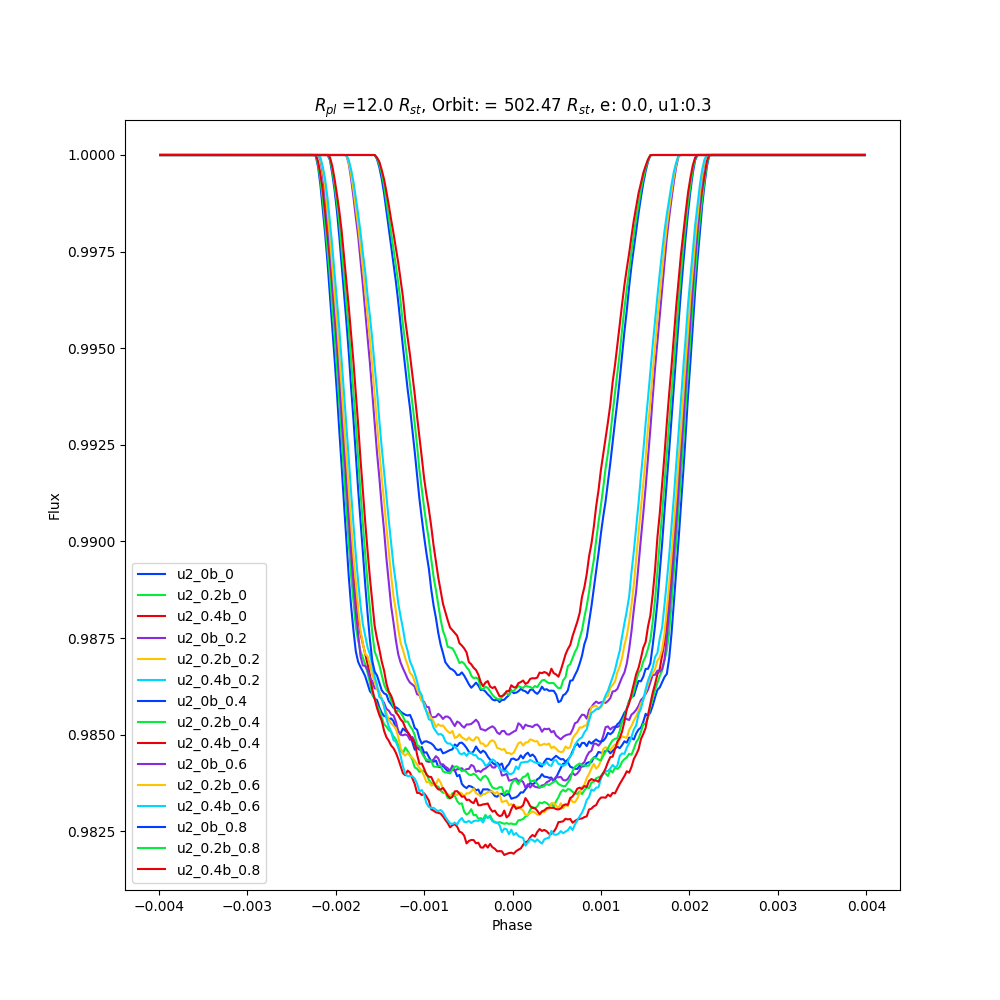 R_pl =12.0 R_st, Orbit: = 502.47 R_st, e: 0.0, u1:0.3
1.0000
0.9975
0.9950
0.9925
0.9900
0.9875
0.9850
0.9825
Flux
u2_0b_0
u2_0.2b_0
u2_0.4b_0
u2_0b_0.2
u2_0.2b_0.2
u2_0.4b_0.2
u2_0b_0.4
u2_0.2b_0.4
u2_0.4b_0.4
u2_0b_0.6
u2_0.2b_0.6
u2_0.4b_0.6
u2_0b_0.8
u2_0.2b_0.8
u2_0.4b_0.8
−0.004 −0.003 −0.002 −0.001 0.000 0.001 0.002 0.003 0.004
Phase